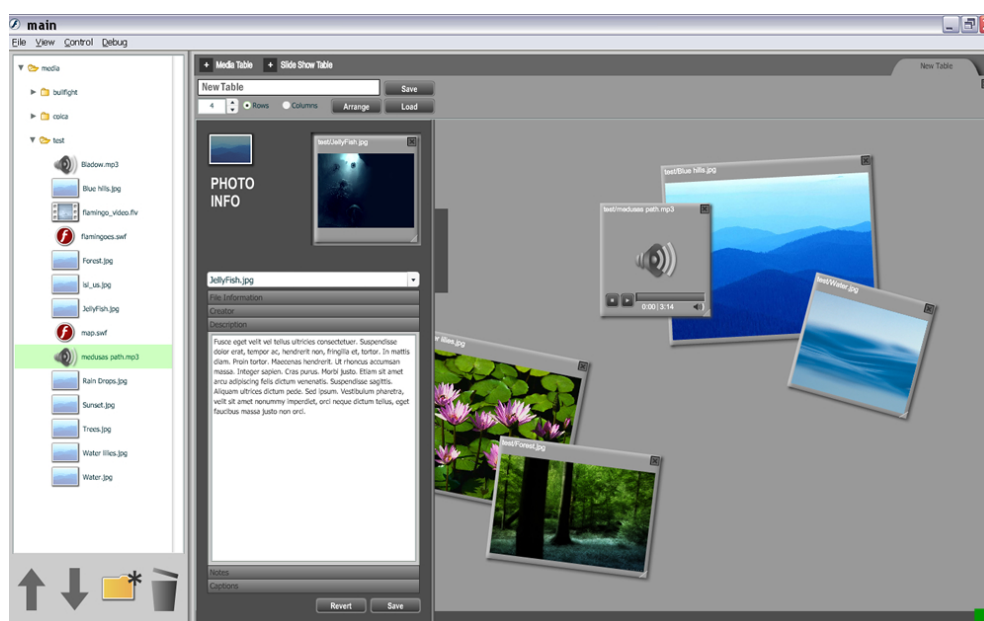 main
File View Control Debug
media
bullfight
colca
test
Bladow.mp3
Blue hills.jpg
flamingo_video.flv
flamingoes.swf
Forest.jpg
isl_us.jpg
JellyFish.jpg
map.swf
medusas path.mp3
Rain Drops.jpg
Sunset.jpg
Trees.jpg
Water lilies.jpg
Water.jpg
+ Media Table + Slide Show Table
New Table
Save
4 Rows Columns Arrange Load
PHOTO
INFO
test/JellyFish.jpg
JellyFish.jpg
File Information
Creator
Description
Fusce eget velit vel tellus ultricies consectetuer. Suspendisse
dolor erat, tempor ac, hendrerit non, fringilla et, tortor. In mattis
diam. Proin tortor. Maecenas hendrerit. Ut rhoncus accumsan
massa. Integer sapien. Cras purus. Morbi justo. Etiam sit amet
arcu adipiscing felis dictum venenatis. Suspendisse sagittis.
Aliquam ultrices dictum pede. Sed ipsum. Vestibulum pharetra,
velit sit amet nonummy imperdiet, orci neque dictum tellus, eget
faucibus massa justo non orci.
Notes
Captions
Revert Save
New Table
test/Blue hills.jpg
test/medusas path.mp3
0:00|3:14
test/Water.jpg
er lilies.jpg
test/Forest.jpg